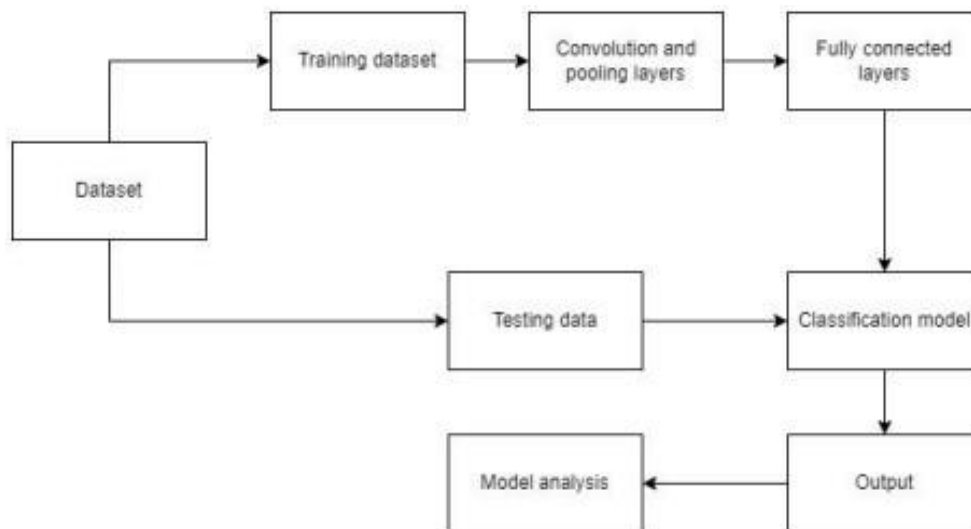 Training dataset
Convolution and
pooling layers
Fully connected
layers
Dataset
Testing data
Classification model
Model analysis
Output